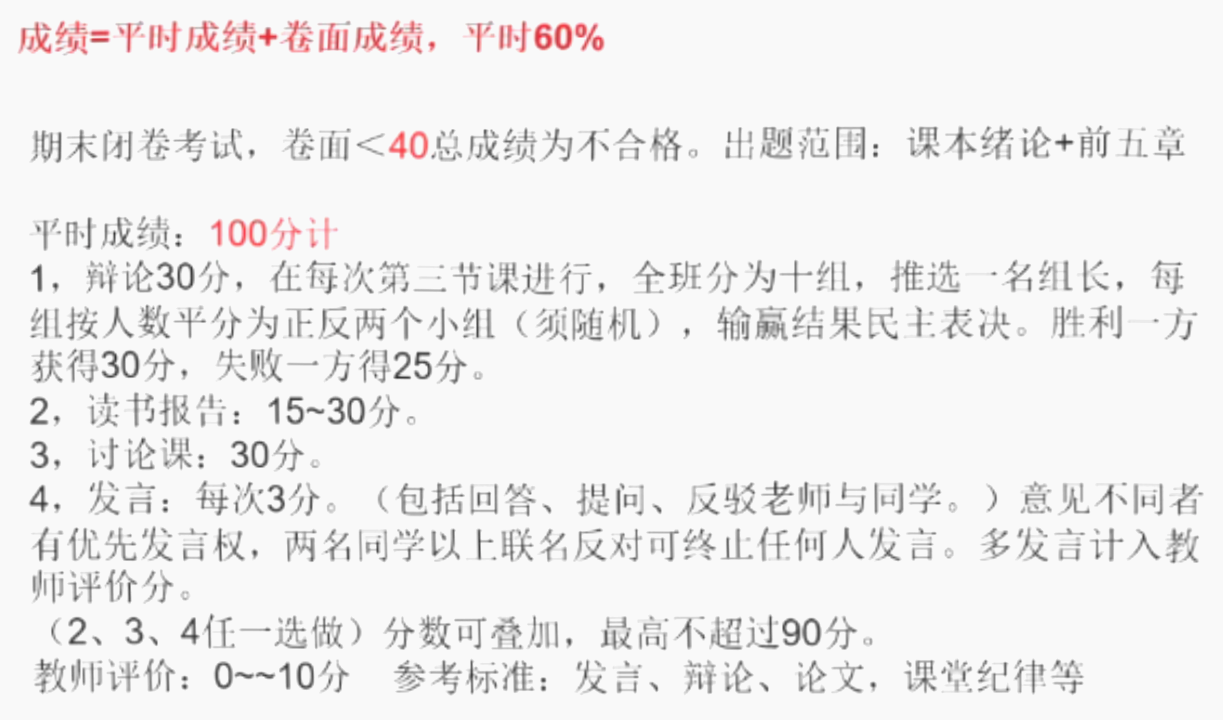 成绩=平时成绩+卷面成绩，平时60%
期末闭卷考试，卷面＜40总成绩为不合格。出题范围：课本绪论+前五章
平时成绩：100分计
1，辩论30分，在每次第三节课进行，全班分为十组，推选一名组长，每
组按人数平分为正反两个小组（须随机），输赢结果民主表决。胜利一方
获得30分，失败一方得25分。
2，读书报告：15~30分。
3，讨论课：30分。
4，发言：每次3分。（包括回答、提问、反驳老师与同学。）意见不同者
有优先发言权，两名同学以上联名反对可终止任何人发言。多发言计入教
师评价分。
（2、3、4任一选做）分数可叠加，最高不超过90分。
教师评价：0~~10分 参考标准：发言、辩论、论文，课堂纪律等